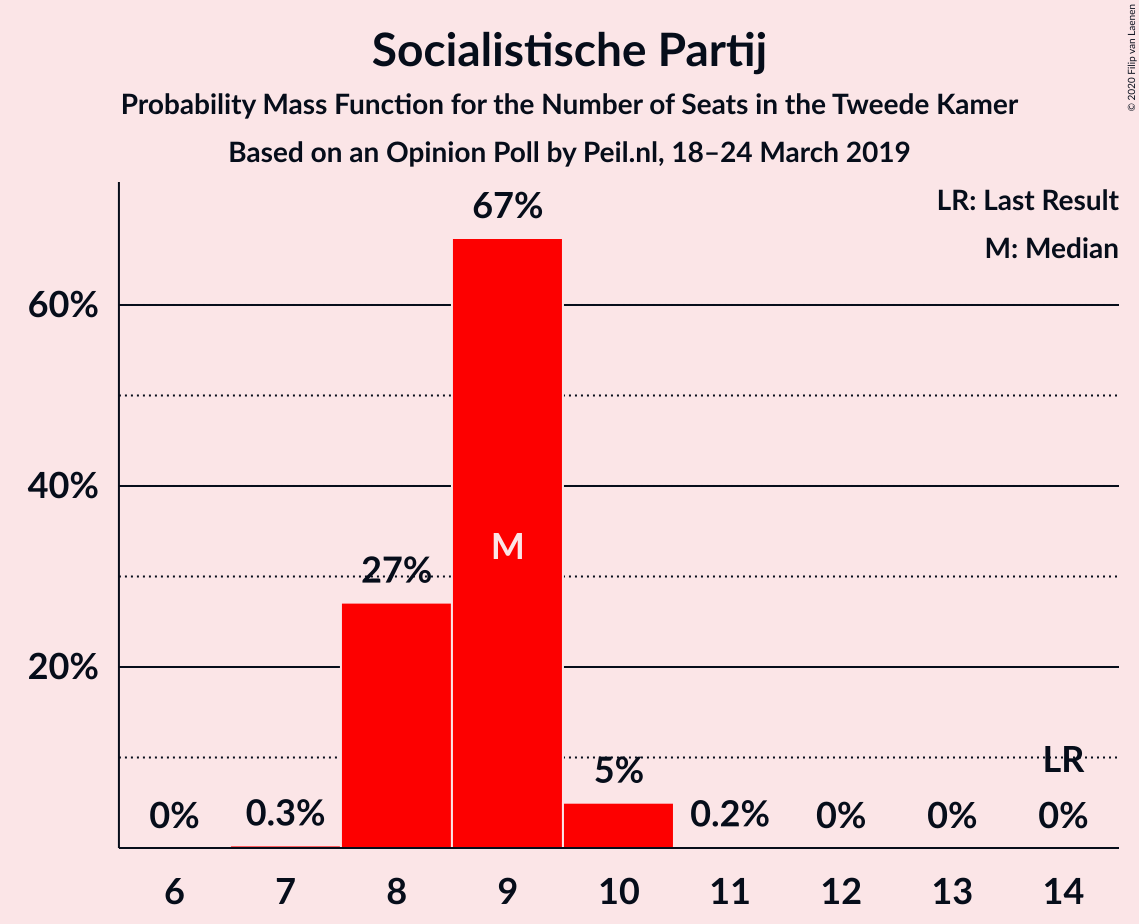 Socialistische Partij
Probability Mass Function for the Number of Seats in the Tweede Kamer
Based on an Opinion Poll by Peil.nl, 18–24 March 2019
© 2020 Filip van Laenen
LR: Last Result
M: Median
67%
60%
40%
M
27%
20%
LR
5%
0%
0.3%
0.2%
0%
0%
0%
6
7
8
9
10
11
12
13
14